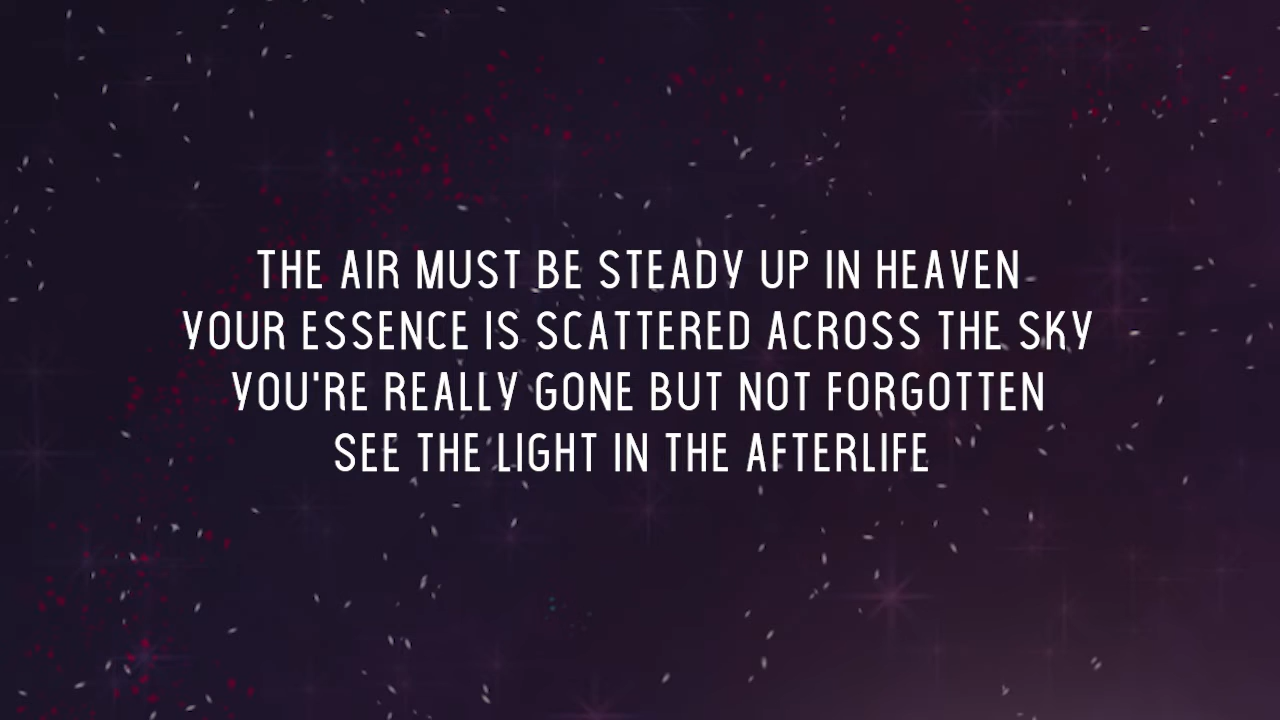 THE AIR MUST BE STEADY UP IN HEAVEN
YOUR ESSENCE IS SCATTERED ACROSS THE SKY
YOU'RE REALLY GONE BUT NOT FORGOTTEN
SEE THE LIGHT IN THE AFTERLIFE